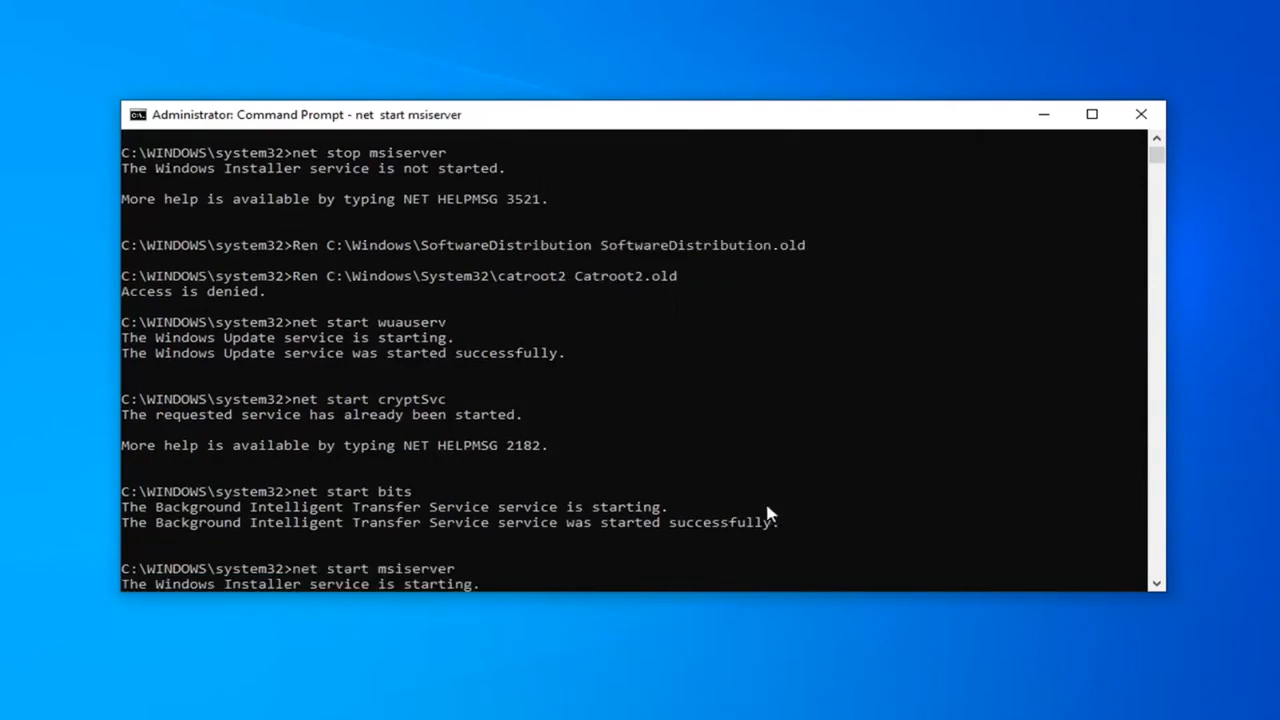 Administrator: Command Prompt - net  start msiserver
C:\WINDOWS\system32>net stop msiserver
The Windows Installer service is not started.
More help is available by typing NET HELPMSG 3521.
C:\WINDOWS\system32>Ren C:\Windows\SoftwareDistribution SoftwareDistribution.old
C:\WINDOWS\system32>Ren C:\Windows\System32\catroot2 Catroot2.old
Access is denied.
C:\WINDOWS\system32>net start wuauserv
The Windows Update service is starting.
The Windows Update service was started successfully.
C:\WINDOWS\system32>net start cryptSvc
The requested service has already been started.
More help is available by typing NET HELPMSG 2182.
C:\WINDOWS\system32>net start bits
The Background Intelligent Transfer Service service is starting.
The Background Intelligent Transfer Service service was started successfully.
C:\WINDOWS\system32>net start msiserver
The Windows Installer service is starting.